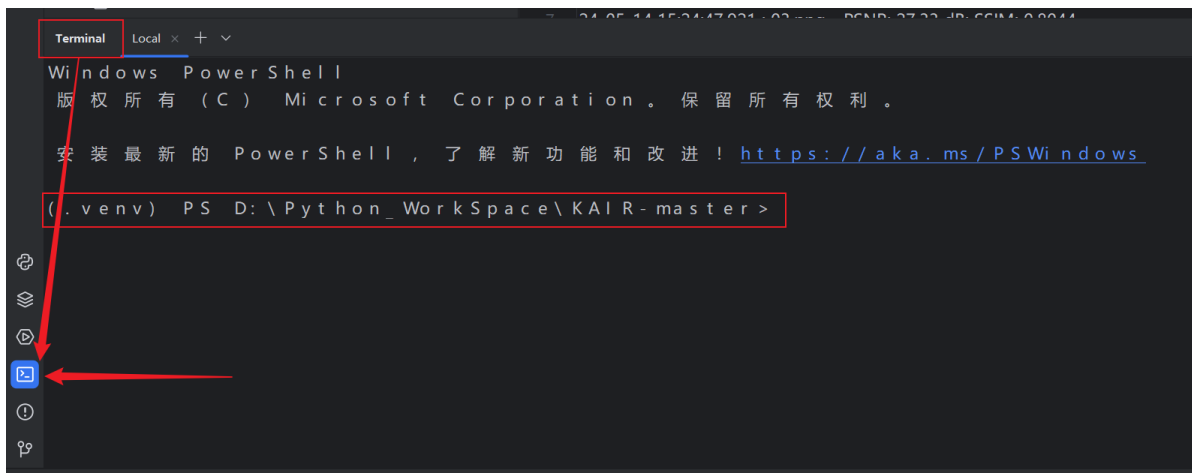 Terminal Local × + ∨
Windows PowerShell
版权所有 (C) Microsoft Corporation。保留所有权利。
安装最新的 PowerShell，了解新功能和改进！https://aka.ms/PSWindows
(.venv) PS D:\Python_WorkSpace\KAIR-master>